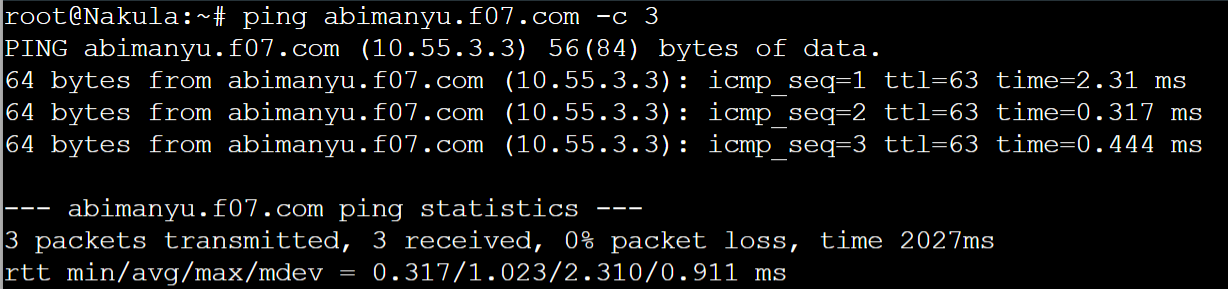 root@Nakula:~# ping abimanyu.f07.com -c 3
PING abimanyu.f07.com (10.55.3.3) 56(84) bytes of data.
64 bytes from abimanyu.f07.com (10.55.3.3): icmp_seq=1 ttl=63 time=2.31 ms
64 bytes from abimanyu.f07.com (10.55.3.3): icmp_seq=2 ttl=63 time=0.317 ms
64 bytes from abimanyu.f07.com (10.55.3.3): icmp_seq=3 ttl=63 time=0.444 ms
--- abimanyu.f07.com ping statistics ---
3 packets transmitted, 3 received, 0% packet loss, time 2027ms
rtt min/avg/max/mdev = 0.317/1.023/2.310/0.911 ms